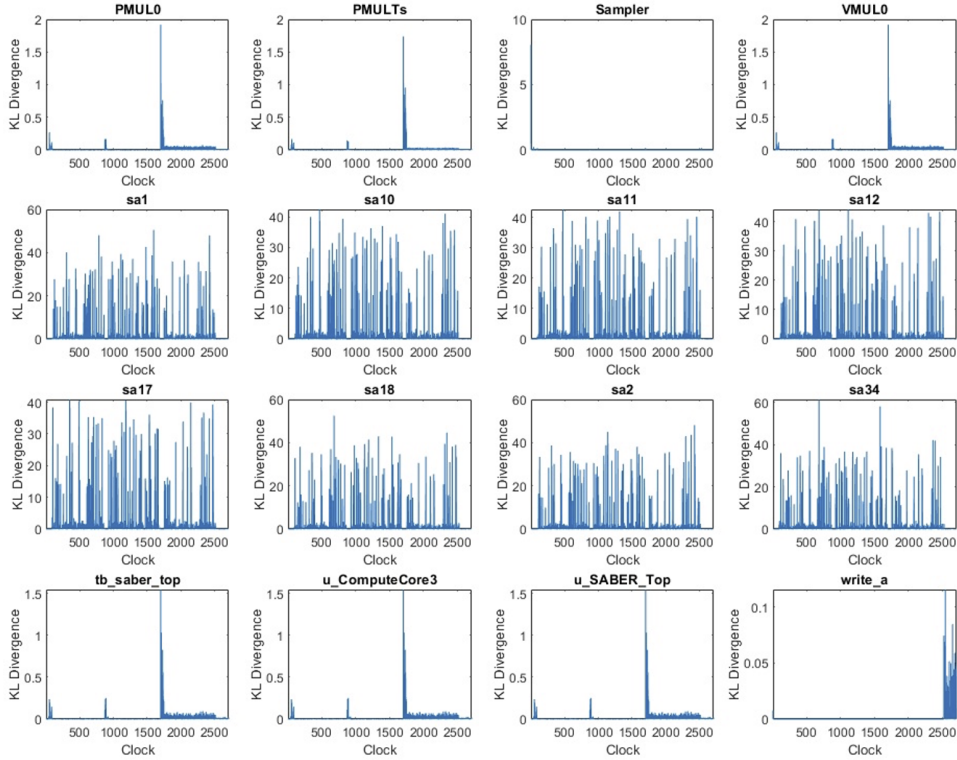 PMUL0 PMULTs Sampler VMUL0
2 2 10 2
1.5 1.5 1.5
1 1 5 1
0.5 0.5 0.5
0 0 0 0
KL Divergence KL Divergence KL Divergence KL Divergence
500 1000 1500 2000 2500 500 1000 1500 2000 2500 500 1000 1500 2000 2500 500 1000 1500 2000 2500
Clock Clock Clock Clock
sa1 sa10 sa11 sa12
60 40 40 40
40 30 30 30
20 20 20 20
10 10 10
0 0 0 0
KL Divergence KL Divergence KL Divergence KL Divergence
500 1000 1500 2000 2500 500 1000 1500 2000 2500 500 1000 1500 2000 2500 500 1000 1500 2000 2500
Clock Clock Clock Clock
sa17 sa18 sa2 sa34
40 60 60 60
30 40 40 40
20 20 20 20
10
0 0 0 0
KL Divergence KL Divergence KL Divergence KL Divergence
500 1000 1500 2000 2500 500 1000 1500 2000 2500 500 1000 1500 2000 2500 500 1000 1500 2000 2500
Clock Clock Clock Clock
tb_saber_top u_ComputeCore3 u_SABER_Top write_a
1.5 1.5 1.5 0.1
1 1 1 0.05
0.5 0.5 0.5
0 0 0 0
KL Divergence KL Divergence KL Divergence KL Divergence
500 1000 1500 2000 2500 500 1000 1500 2000 2500 500 1000 1500 2000 2500 500 1000 1500 2000 2500
Clock Clock Clock Clock